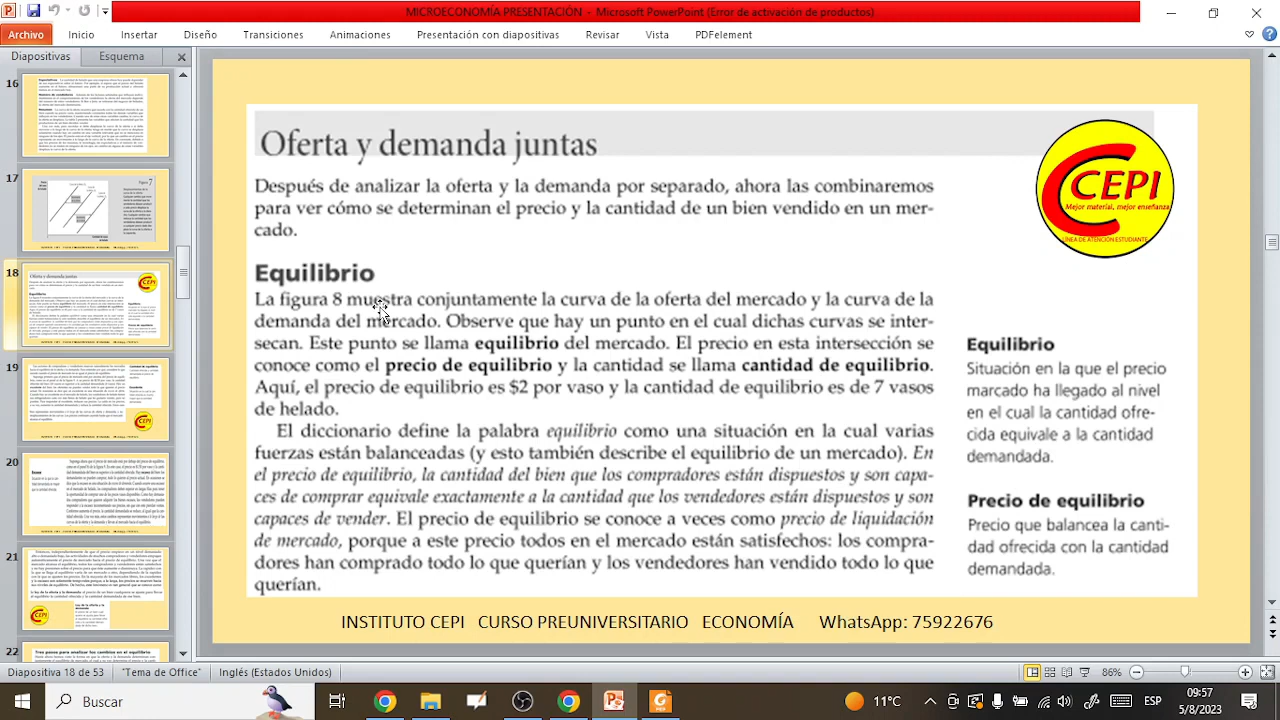 MICROECONOMÍA PRESENTACIÓN - Microsoft PowerPoint (Error de activación de productos)
Archivo Inicio Insertar Diseño Transiciones Animaciones Presentación con diapositivas Revisar Vista PDFelement
Diapositivas Esquema
16
17
18
19
20
21
22
Oferta y demanda juntas
Después de analizar la oferta y la demanda por separado, ahora las combinaremos
para ver cómo se determinan el precio y la cantidad de un bien vendido en un mer-
cado.
Equilibrio
La figura 8 muestra conjuntamente la curva de la oferta del mercado y la curva de la
demanda del mercado. Observe que hay un punto en el cual dichas curvas se inter-
secan. Este punto se llama equilibrio del mercado. El precio en esta intersección se
conoce como el precio de equilibrio y la cantidad se llama cantidad de equilibrio.
Aquí, el precio de equilibrio es $2 por vaso y la cantidad de equilibrio es de 7 vasos
de helado.
El diccionario define la palabra equilibrio como una situación en la cual varias
fuerzas están balanceadas (y esto también describe el equilibrio de mercado). En
el precio de equilibrio, la cantidad del bien que los compradores están dispuestos y son capa-
ces de comprar equivale exactamente a la cantidad que los vendedores están dispuestos y son
capaces de vender. El precio de equilibrio se conoce a veces como precio de liquidación
de mercado, porque a este precio todos en el mercado están satisfechos: los compra-
dores han comprado todo lo que querían y los vendedores han vendido todo lo que
querían.
CEPI
Mejor material, mejor enseñanza
LÍNEA DE ATENCIÓN ESTUDIANTE
Equilibrio
Situación en la que el precio
marcado ha llegado al nivel
en el cual la cantidad ofre-
cida equivale a la cantidad
demandada.
Precio de equilibrio
Precio que balancea la canti-
dad ofrecida con la cantidad
demandada.
INSTITUTO CEPI CURSO PREUNIVERSITARIO ECONOMÍA WhatsApp: 75922676
Diapositiva 18 de 53 "Tema de Office" Inglés (Estados Unidos) 86%
Buscar 11°C ESP 09:57
5/8/2023